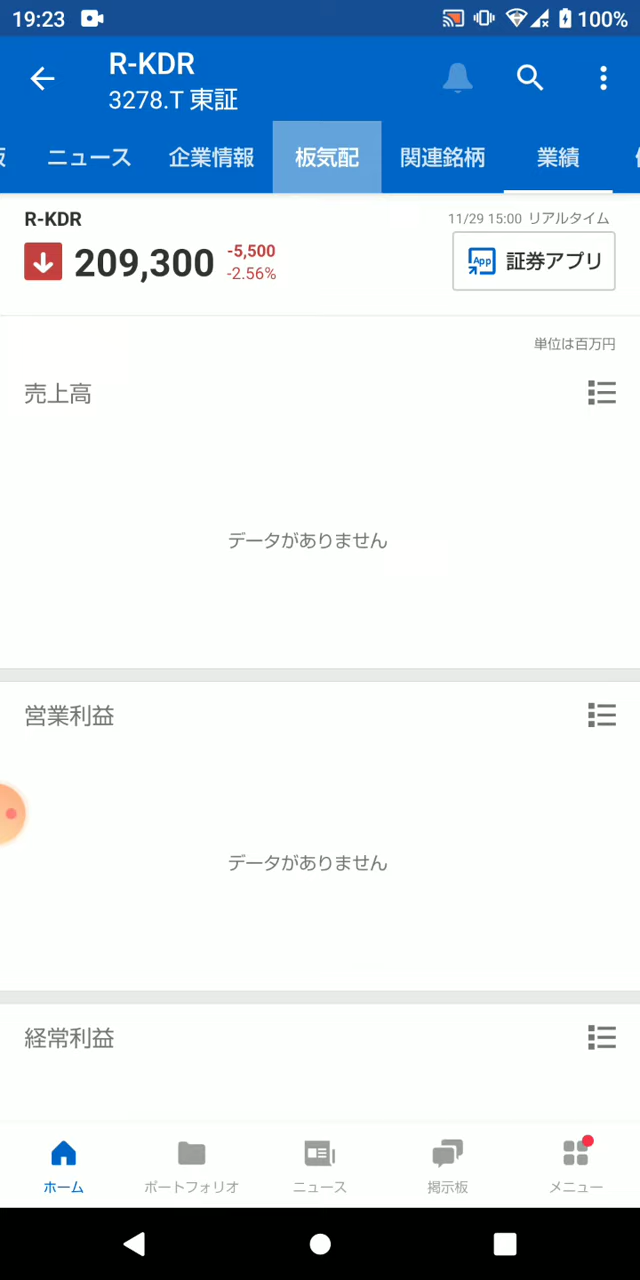 19:23
100%
R-KDR
3278.T 東証
ニュース
企業情報
板気配
関連銘柄
業績
R-KDR
11/29 15:00 リアルタイム
209,300
-5,500
-2.56%
App
証券アプリ
単位は百万円
売上高
データがありません
営業利益
データがありません
経常利益
ホーム
ポートフォリオ
ニュース
掲示板
メニュー